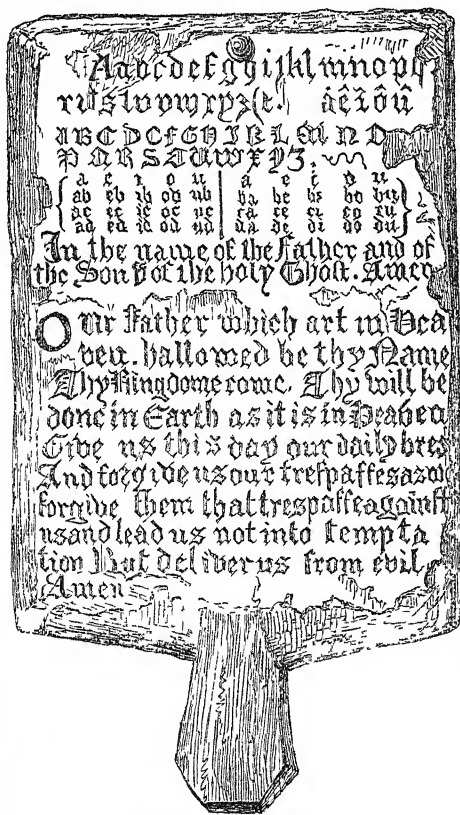 Aabcdefghijklmnopq
rſstuvwxyz&. âêîôû
ABCDEFGHIKLMNO
PQRSTUWXYZ.
a e i o u a e i o u
ab eb ib ob ub ba be bi bo bu
ac ec ic oc uc ca ce ci co cu
ad ed id od ud da de di do du
In the name of the Father and of
the Son & of the holy Ghoſt. Amen
Our Father which art in Hea
ven. hallowed be thy Name
Thy Kingdome come. Thy will be
done in Earth as it is in Heaven
Give us this day our daily bre
And forgive us our treſpaſſes as w
forgive them that treſpaſſe againſt
us and lead us not into tempta
tion But deliver us from evil
Amen